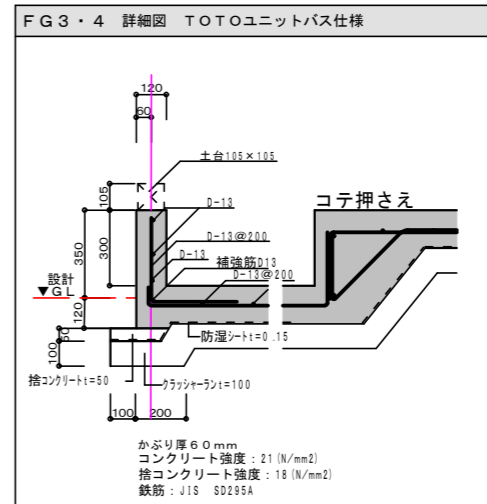 FG3・4 詳細図 TOTOユニットバス仕様
120
60
土台105×105
105
D-13
コテ押さえ
D-13@200
300
350
D-13
補強筋D13
設計
D-13@200
▼GL
120
防湿シートt=0.15
50
100
捨コンクリートt=50
クラッシャーランt=100
100
200
かぶり厚60mm
コンクリート強度：21(N/mm2)
捨コンクリート強度：18(N/mm2)
鉄筋：JIS SD295A